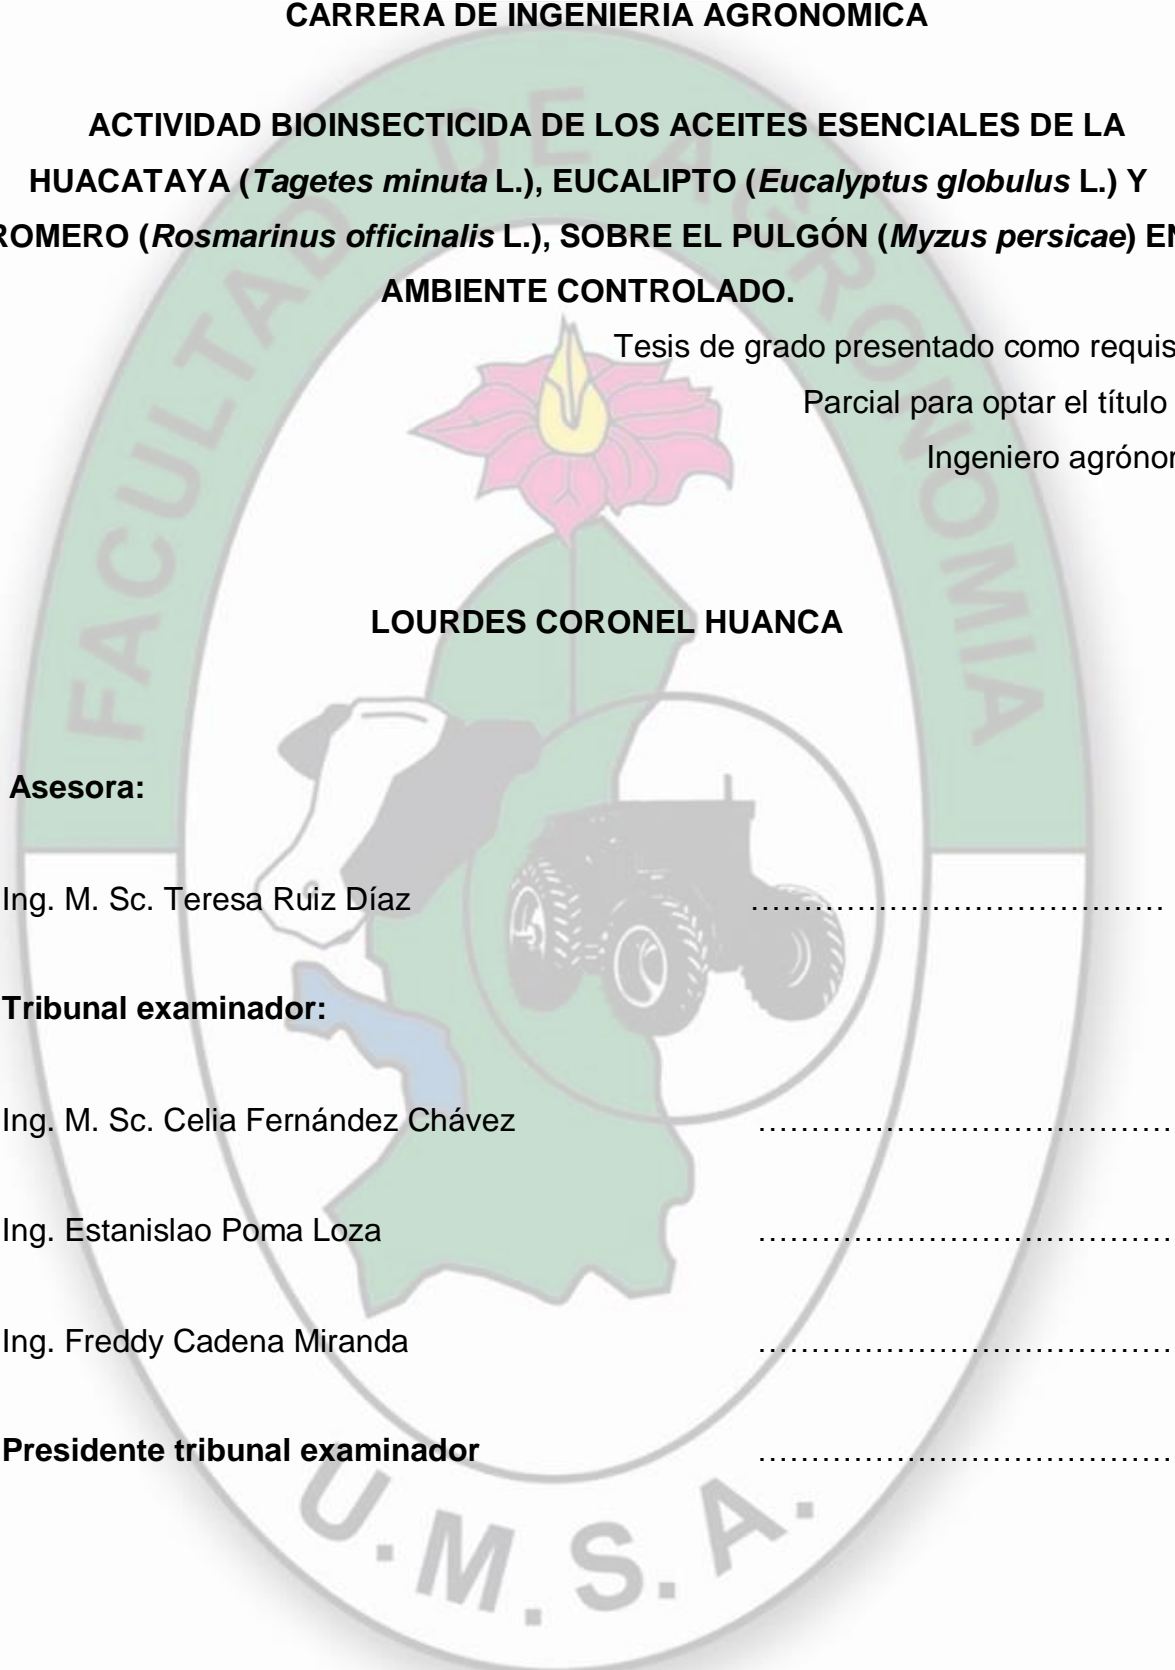 CARRERA DE INGENIERIA AGRONOMICA
ACTIVIDAD BIOINSECTICIDA DE LOS ACEITES ESENCIALES DE LA
HUACATAYA (Tagetes minuta L.), EUCALIPTO (Eucalyptus globulus L.) Y
ROMERO (Rosmarinus officinalis L.), SOBRE EL PULGÓN (Myzus persicae) EN
AMBIENTE CONTROLADO.
Tesis de grado presentado como requis
Parcial para optar el título
Ingeniero agrónom
LOURDES CORONEL HUANCA
Asesora:
Ing. M. Sc. Teresa Ruiz Díaz …………………………………
Tribunal examinador:
Ing. M. Sc. Celia Fernández Chávez …………………………………
Ing. Estanislao Poma Loza …………………………………
Ing. Freddy Cadena Miranda …………………………………
Presidente tribunal examinador …………………………………
FACULTAD DE AGRONOMIA
U.M.S.A.